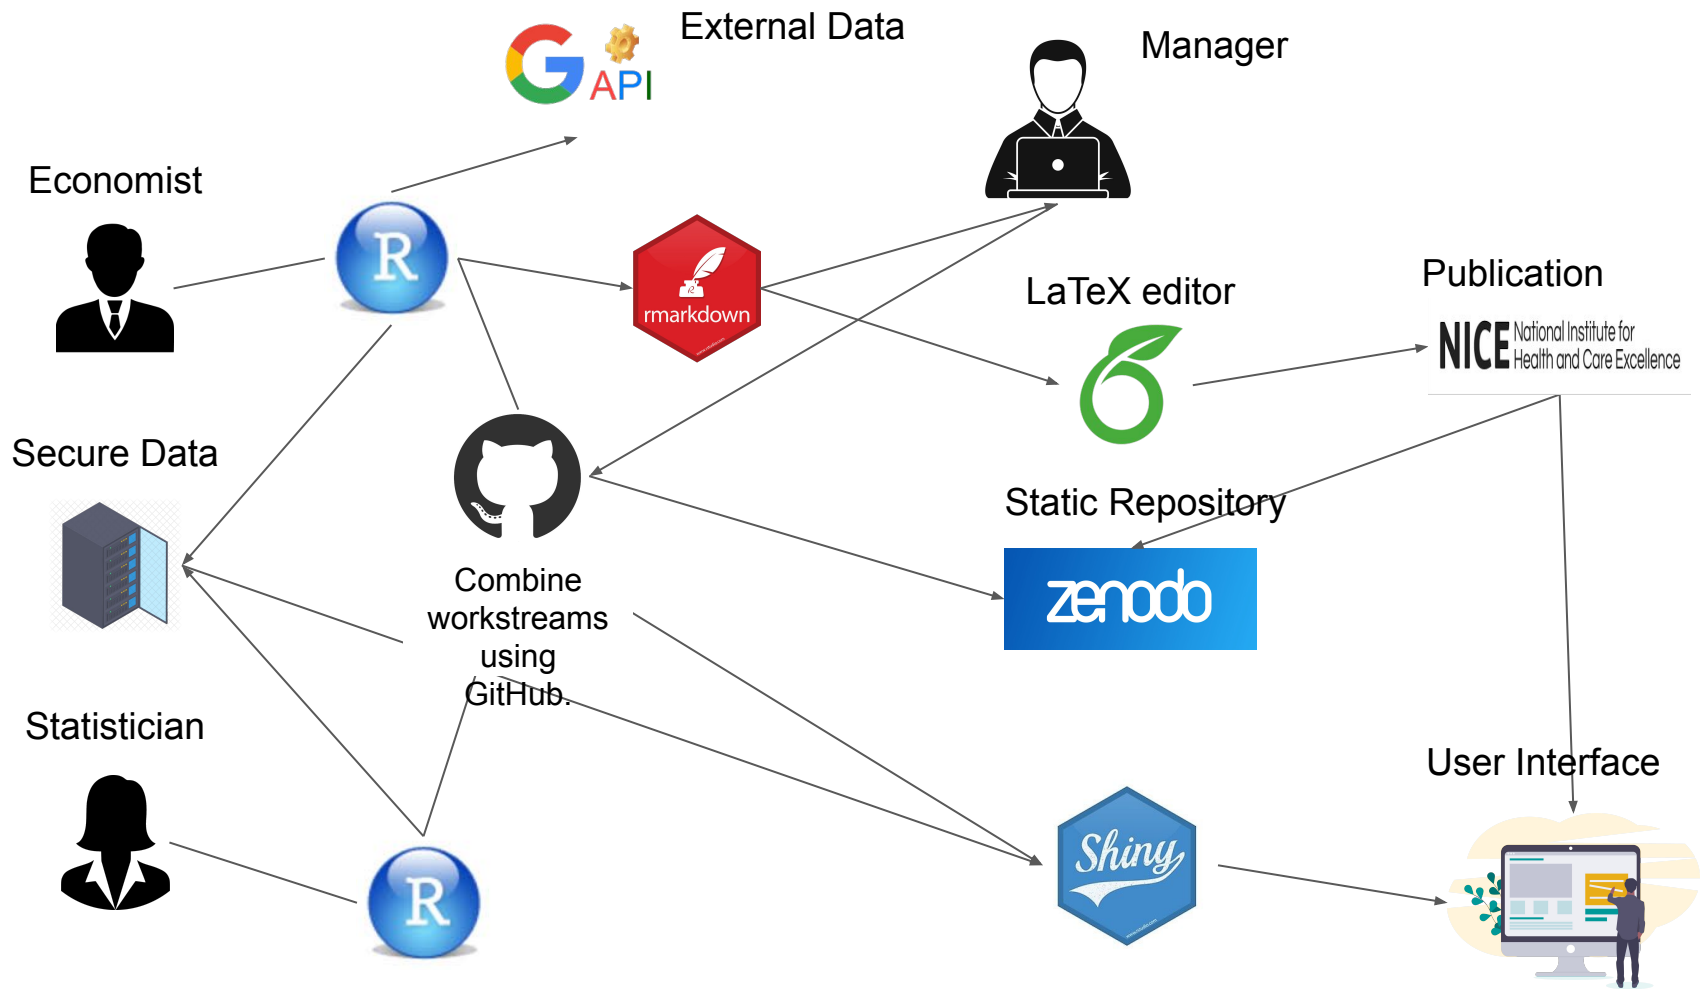 External Data
Manager
G
API
Economist
R
rmarkdown
LaTeX editor
Publication
NICE National Institute for
Health and Care Excellence
Secure Data
Static Repository
zenodo
Combine
workstreams
using
GitHub.
Statistician
User Interface
Shiny
R